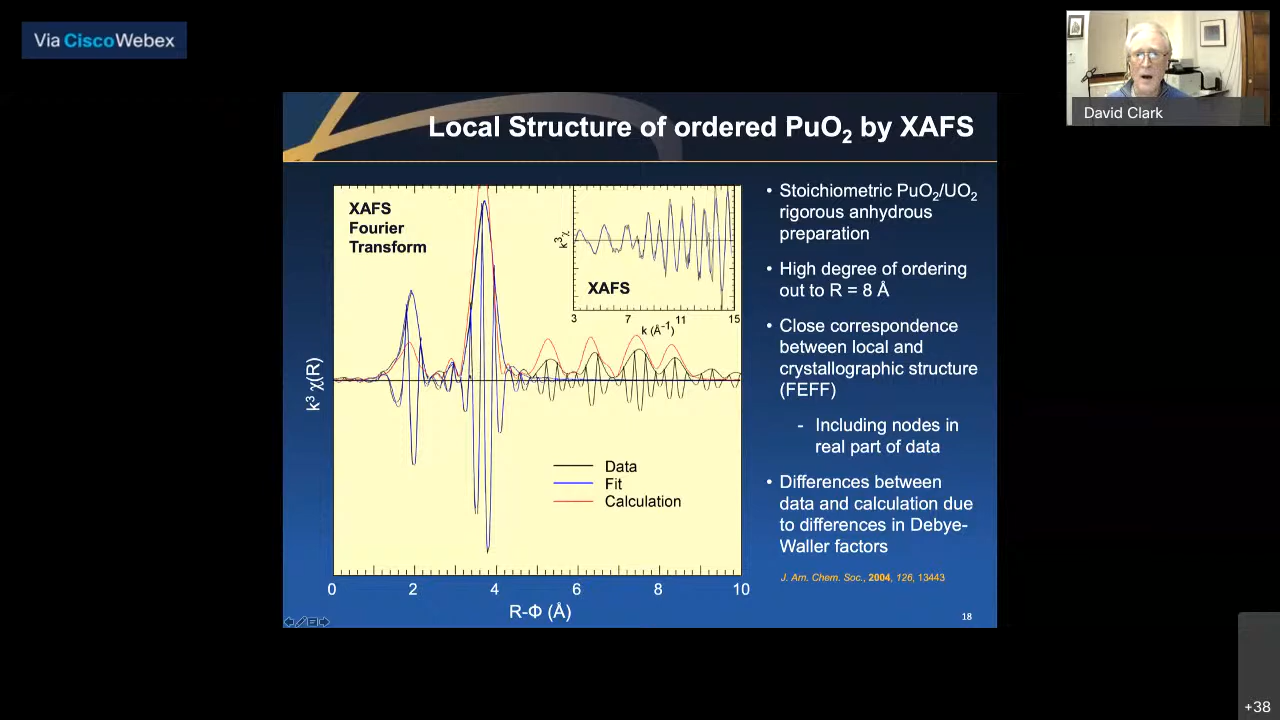 Via CiscoWebex
David Clark
Local Structure of ordered PuO₂ by XAFS
XAFS
Fourier
Transform
k³χ
XAFS
3 7 11 15
k (Å⁻¹)
k³ χ(R)
Data
Fit
Calculation
0 2 4 6 8 10
R-Φ (Å)
• Stoichiometric PuO₂/UO₂
rigorous anhydrous
preparation
• High degree of ordering
out to R = 8 Å
• Close correspondence
between local and
crystallographic structure
(FEFF)
- Including nodes in
real part of data
• Differences between
data and calculation due
to differences in Debye-
Waller factors
J. Am. Chem. Soc., 2004, 126, 13443
18
+38